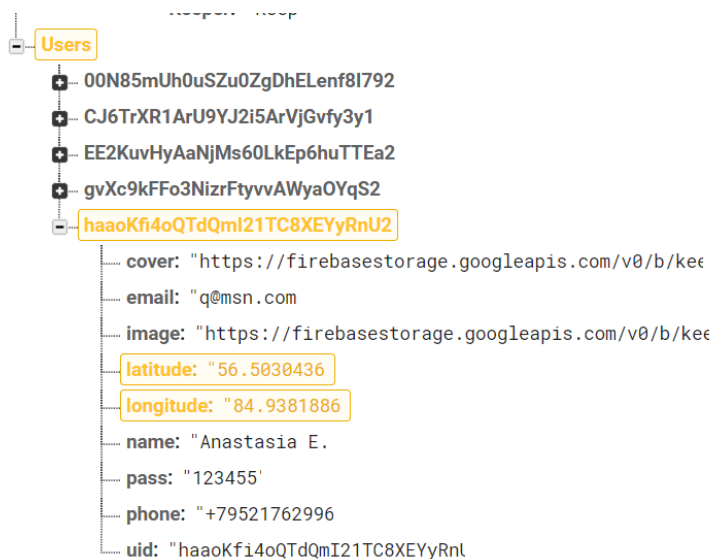 Users
00N85mUh0uSZu0ZgDhELenf8I792
CJ6TrXR1ArU9YJ2i5ArVjGvfy3y1
EE2KuvHyAaNjMs60LkEp6huTTEa2
gvXc9kFFo3NizrFtyvvAWyaOYqS2
haaoKfi4oQTdQmI21TC8XEYyRnU2
cover: "https://firebasestorage.googleapis.com/v0/b/kee
email: "q@msn.com
image: "https://firebasestorage.googleapis.com/v0/b/kee
latitude: "56.5030436
longitude: "84.9381886
name: "Anastasia E.
pass: "123455'
phone: "+79521762996
uid: "haaoKfi4oQTdQmI21TC8XEYyRnU